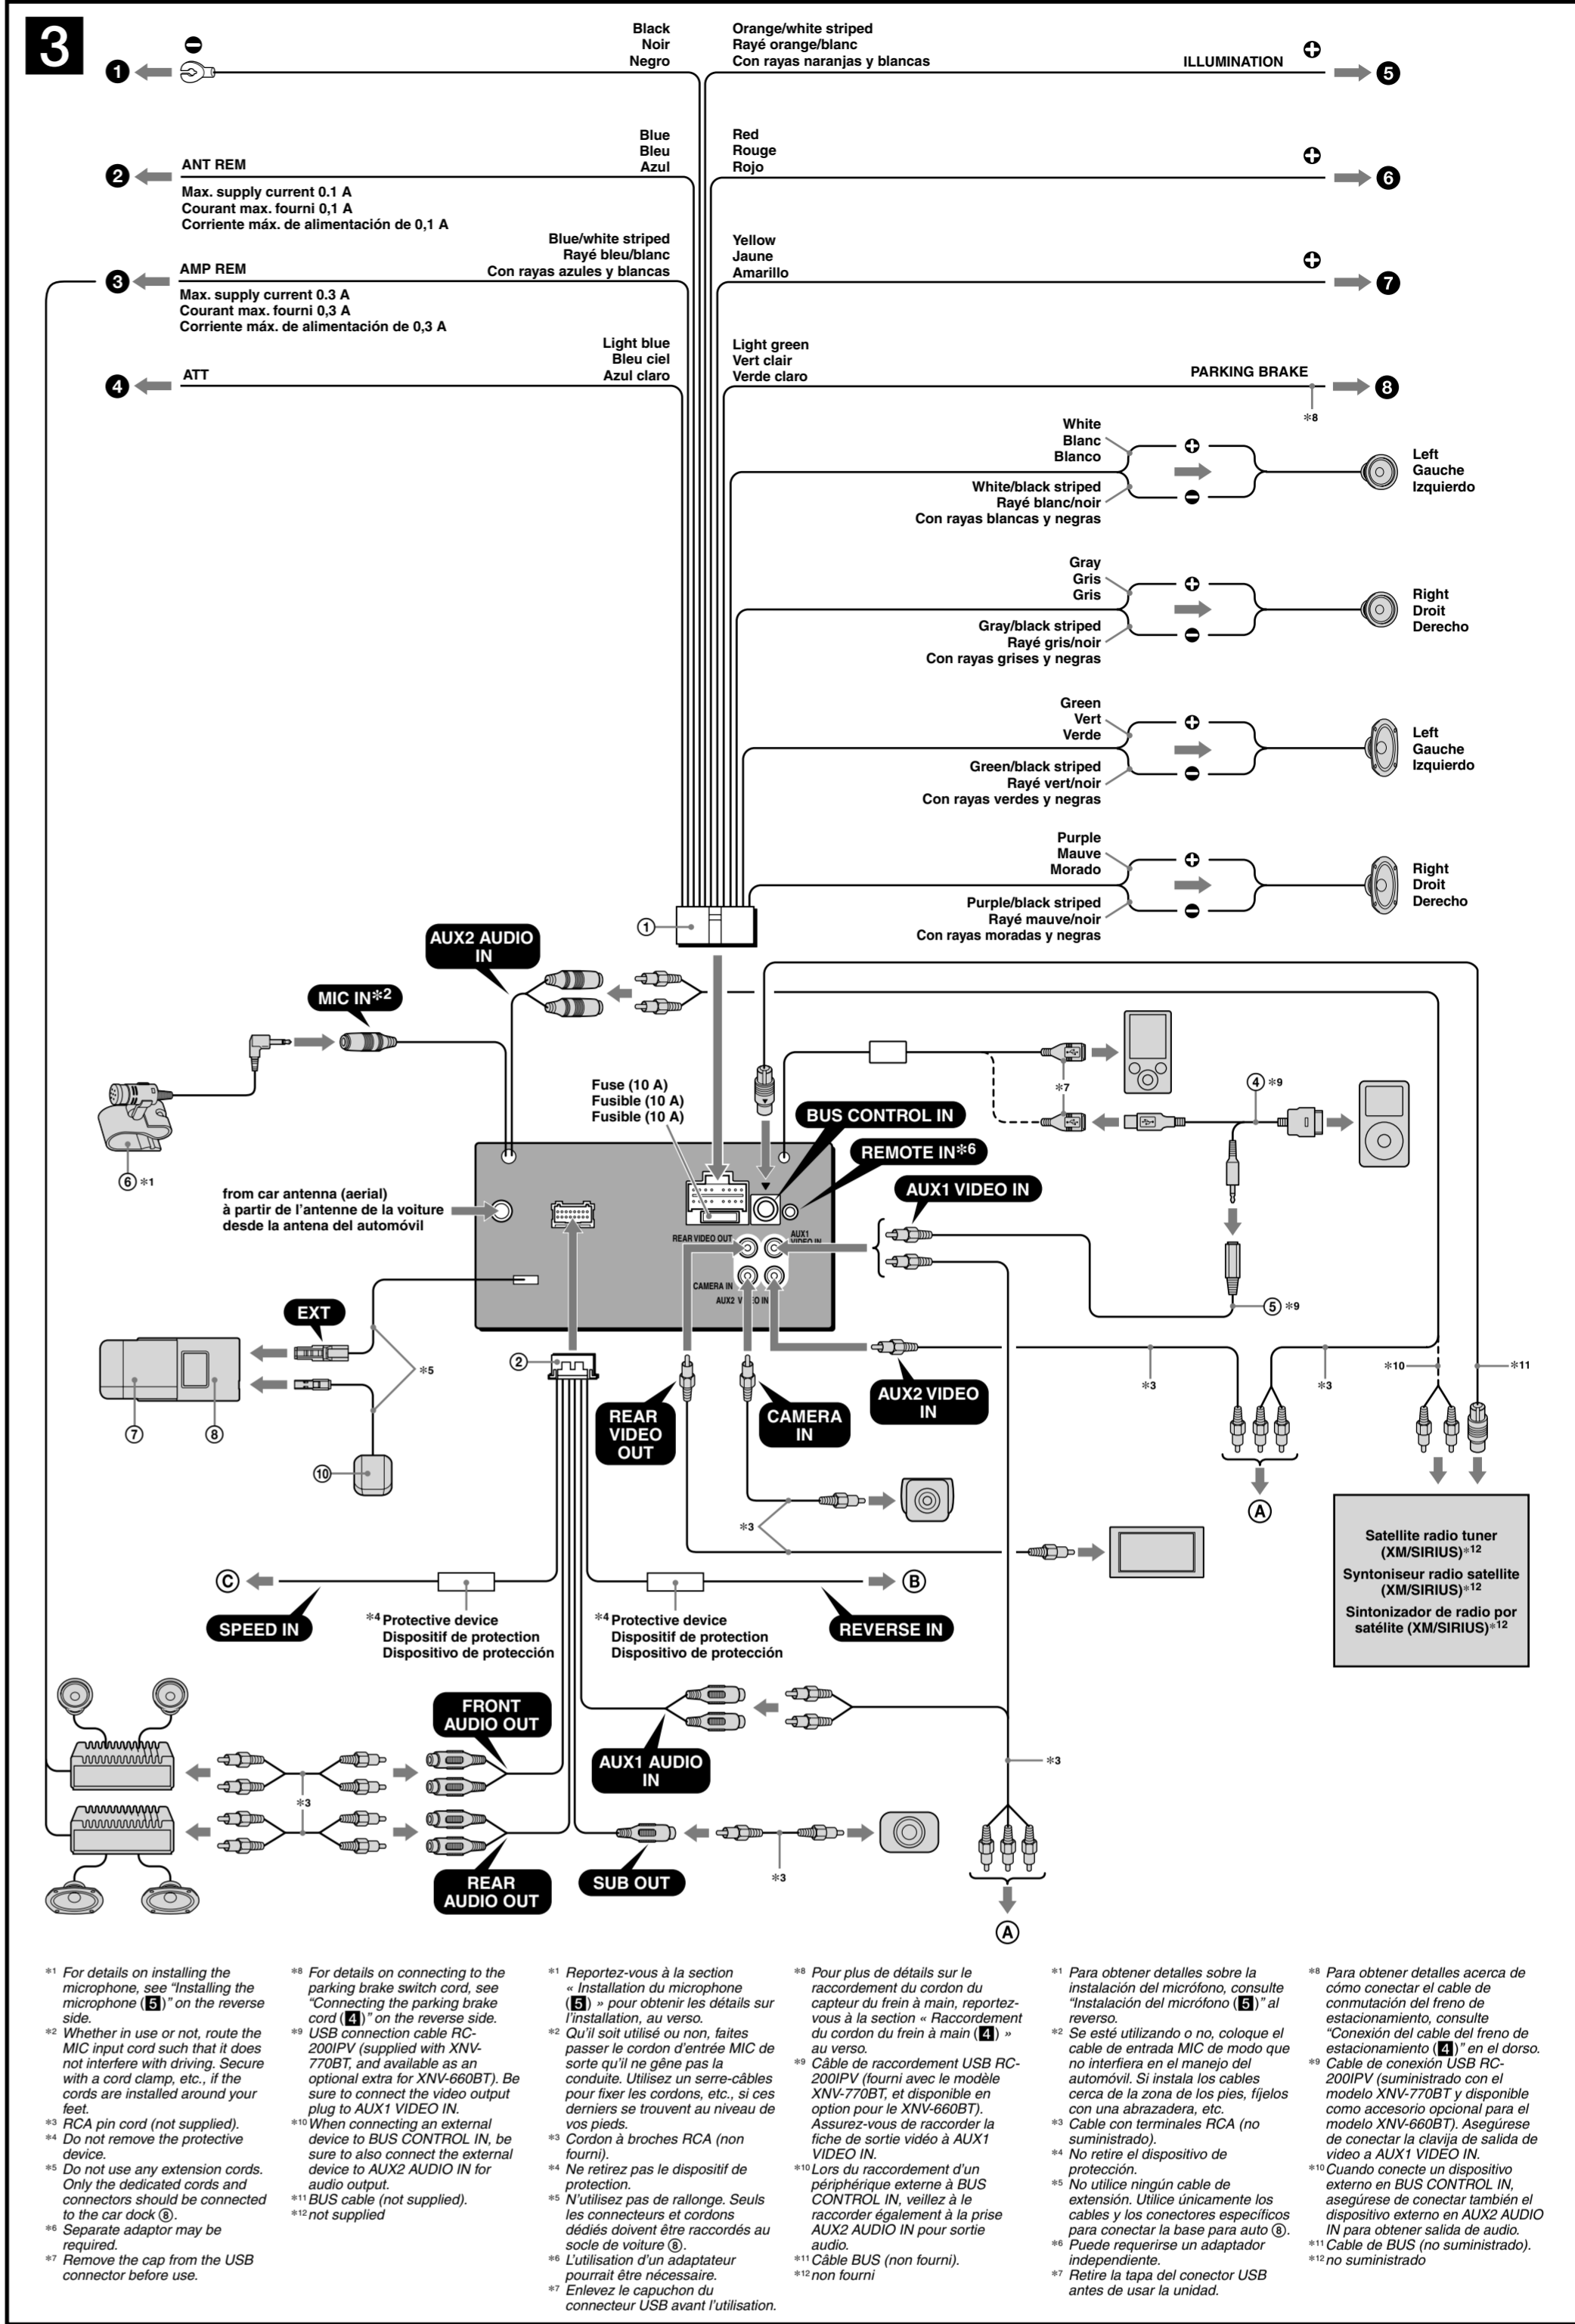 3
Black
Noir
Negro
Orange/white striped
Rayé orange/blanc
Con rayas naranjas y blancas
ILLUMINATION
1
5
Blue
Bleu
Azul
Red
Rouge
Rojo
ANT REM
2
6
Max. supply current 0.1 A
Courant max. fourni 0,1 A
Corriente máx. de alimentación de 0,1 A
Blue/white striped
Rayé bleu/blanc
Con rayas azules y blancas
Yellow
Jaune
Amarillo
AMP REM
3
7
Max. supply current 0.3 A
Courant max. fourni 0,3 A
Corriente máx. de alimentación de 0,3 A
Light blue
Bleu ciel
Azul claro
Light green
Vert clair
Verde claro
ATT
4
PARKING BRAKE
8
*8
White
Blanc
Blanco
White/black striped
Rayé blanc/noir
Con rayas blancas y negras
Left
Gauche
Izquierdo
Gray
Gris
Gris
Gray/black striped
Rayé gris/noir
Con rayas grises y negras
Right
Droit
Derecho
Green
Vert
Verde
Green/black striped
Rayé vert/noir
Con rayas verdes y negras
Left
Gauche
Izquierdo
Purple
Mauve
Morado
Purple/black striped
Rayé mauve/noir
Con rayas moradas y negras
Right
Droit
Derecho
①
AUX2 AUDIO
IN
MIC IN*2
*7
④ *9
Fuse (10 A)
Fusible (10 A)
Fusible (10 A)
BUS CONTROL IN
REMOTE IN*6
⑥ *1
AUX1 VIDEO IN
from car antenna (aerial)
à partir de l'antenne de la voiture
desde la antena del automóvil
REAR VIDEO OUT
AUX1
VIDEO IN
CAMERA IN
AUX2 VIDEO IN
⑤ *9
EXT
②
*5
⑦
⑧
⑩
REAR
VIDEO
OUT
CAMERA
IN
AUX2 VIDEO
IN
*3
*3
*10
*11
Ⓐ
*3
Satellite radio tuner
(XM/SIRIUS)*12
Syntoniseur radio satellite
(XM/SIRIUS)*12
Sintonizador de radio por
satélite (XM/SIRIUS)*12
Ⓒ
Ⓑ
SPEED IN
*4 Protective device
Dispositif de protection
Dispositivo de protección
*4 Protective device
Dispositif de protection
Dispositivo de protección
REVERSE IN
FRONT
AUDIO OUT
AUX1 AUDIO
IN
*3
*3
REAR
AUDIO OUT
SUB OUT
*3
Ⓐ
*1 For details on installing the
microphone, see “Installing the
microphone (5)” on the reverse
side.
*2 Whether in use or not, route the
MIC input cord such that it does
not interfere with driving. Secure
with a cord clamp, etc., if the
cords are installed around your
feet.
*3 RCA pin cord (not supplied).
*4 Do not remove the protective
device.
*5 Do not use any extension cords.
Only the dedicated cords and
connectors should be connected
to the car dock ⑧.
*6 Separate adaptor may be
required.
*7 Remove the cap from the USB
connector before use.
*8 For details on connecting to the
parking brake switch cord, see
“Connecting the parking brake
cord (4)” on the reverse side.
*9 USB connection cable RC-
200IPV (supplied with XNV-
770BT, and available as an
optional extra for XNV-660BT). Be
sure to connect the video output
plug to AUX1 VIDEO IN.
*10 When connecting an external
device to BUS CONTROL IN, be
sure to also connect the external
device to AUX2 AUDIO IN for
audio output.
*11 BUS cable (not supplied).
*12 not supplied
*1 Reportez-vous à la section
« Installation du microphone
(5) » pour obtenir les détails sur
l'installation, au verso.
*2 Qu'il soit utilisé ou non, faites
passer le cordon d'entrée MIC de
sorte qu'il ne gêne pas la
conduite. Utilisez un serre-câbles
pour fixer les cordons, etc., si ces
derniers se trouvent au niveau de
vos pieds.
*3 Cordon à broches RCA (non
fourni).
*4 Ne retirez pas le dispositif de
protection.
*5 N'utilisez pas de rallonge. Seuls
les connecteurs et cordons
dédiés doivent être raccordés au
socle de voiture ⑧.
*6 L'utilisation d'un adaptateur
pourrait être nécessaire.
*7 Enlevez le capuchon du
connecteur USB avant l'utilisation.
*8 Pour plus de détails sur le
raccordement du cordon du
capteur du frein à main, reportez-
vous à la section « Raccordement
du cordon du frein à main (4) »
au verso.
*9 Câble de raccordement USB RC-
200IPV (fourni avec le modèle
XNV-770BT, et disponible en
option pour le XNV-660BT).
Assurez-vous de raccorder la
fiche de sortie vidéo à AUX1
VIDEO IN.
*10 Lors du raccordement d'un
périphérique externe à BUS
CONTROL IN, veillez à le
raccorder également à la prise
AUX2 AUDIO IN pour sortie
audio.
*11 Câble BUS (non fourni).
*12 non fourni
*1 Para obtener detalles sobre la
instalación del micrófono, consulte
“Instalación del micrófono (5)” al
reverso.
*2 Se esté utilizando o no, coloque el
cable de entrada MIC de modo que
no interfiera en el manejo del
automóvil. Si instala los cables
cerca de la zona de los pies, fíjelos
con una abrazadera, etc.
*3 Cable con terminales RCA (no
suministrado).
*4 No retire el dispositivo de
protección.
*5 No utilice ningún cable de
extensión. Utilice únicamente los
cables y los conectores específicos
para conectar la base para auto ⑧.
*6 Puede requerirse un adaptador
independiente.
*7 Retire la tapa del conector USB
antes de usar la unidad.
*8 Para obtener detalles acerca de
cómo conectar el cable de
conmutación del freno de
estacionamiento, consulte
“Conexión del cable del freno de
estacionamiento (4)” en el dorso.
*9 Cable de conexión USB RC-
200IPV (suministrado con el
modelo XNV-770BT y disponible
como accesorio opcional para el
modelo XNV-660BT). Asegúrese
de conectar la clavija de salida de
video a AUX1 VIDEO IN.
*10 Cuando conecte un dispositivo
externo en BUS CONTROL IN,
asegúrese de conectar también el
dispositivo externo en AUX2 AUDIO
IN para obtener salida de audio.
*11 Cable de BUS (no suministrado).
*12 no suministrado